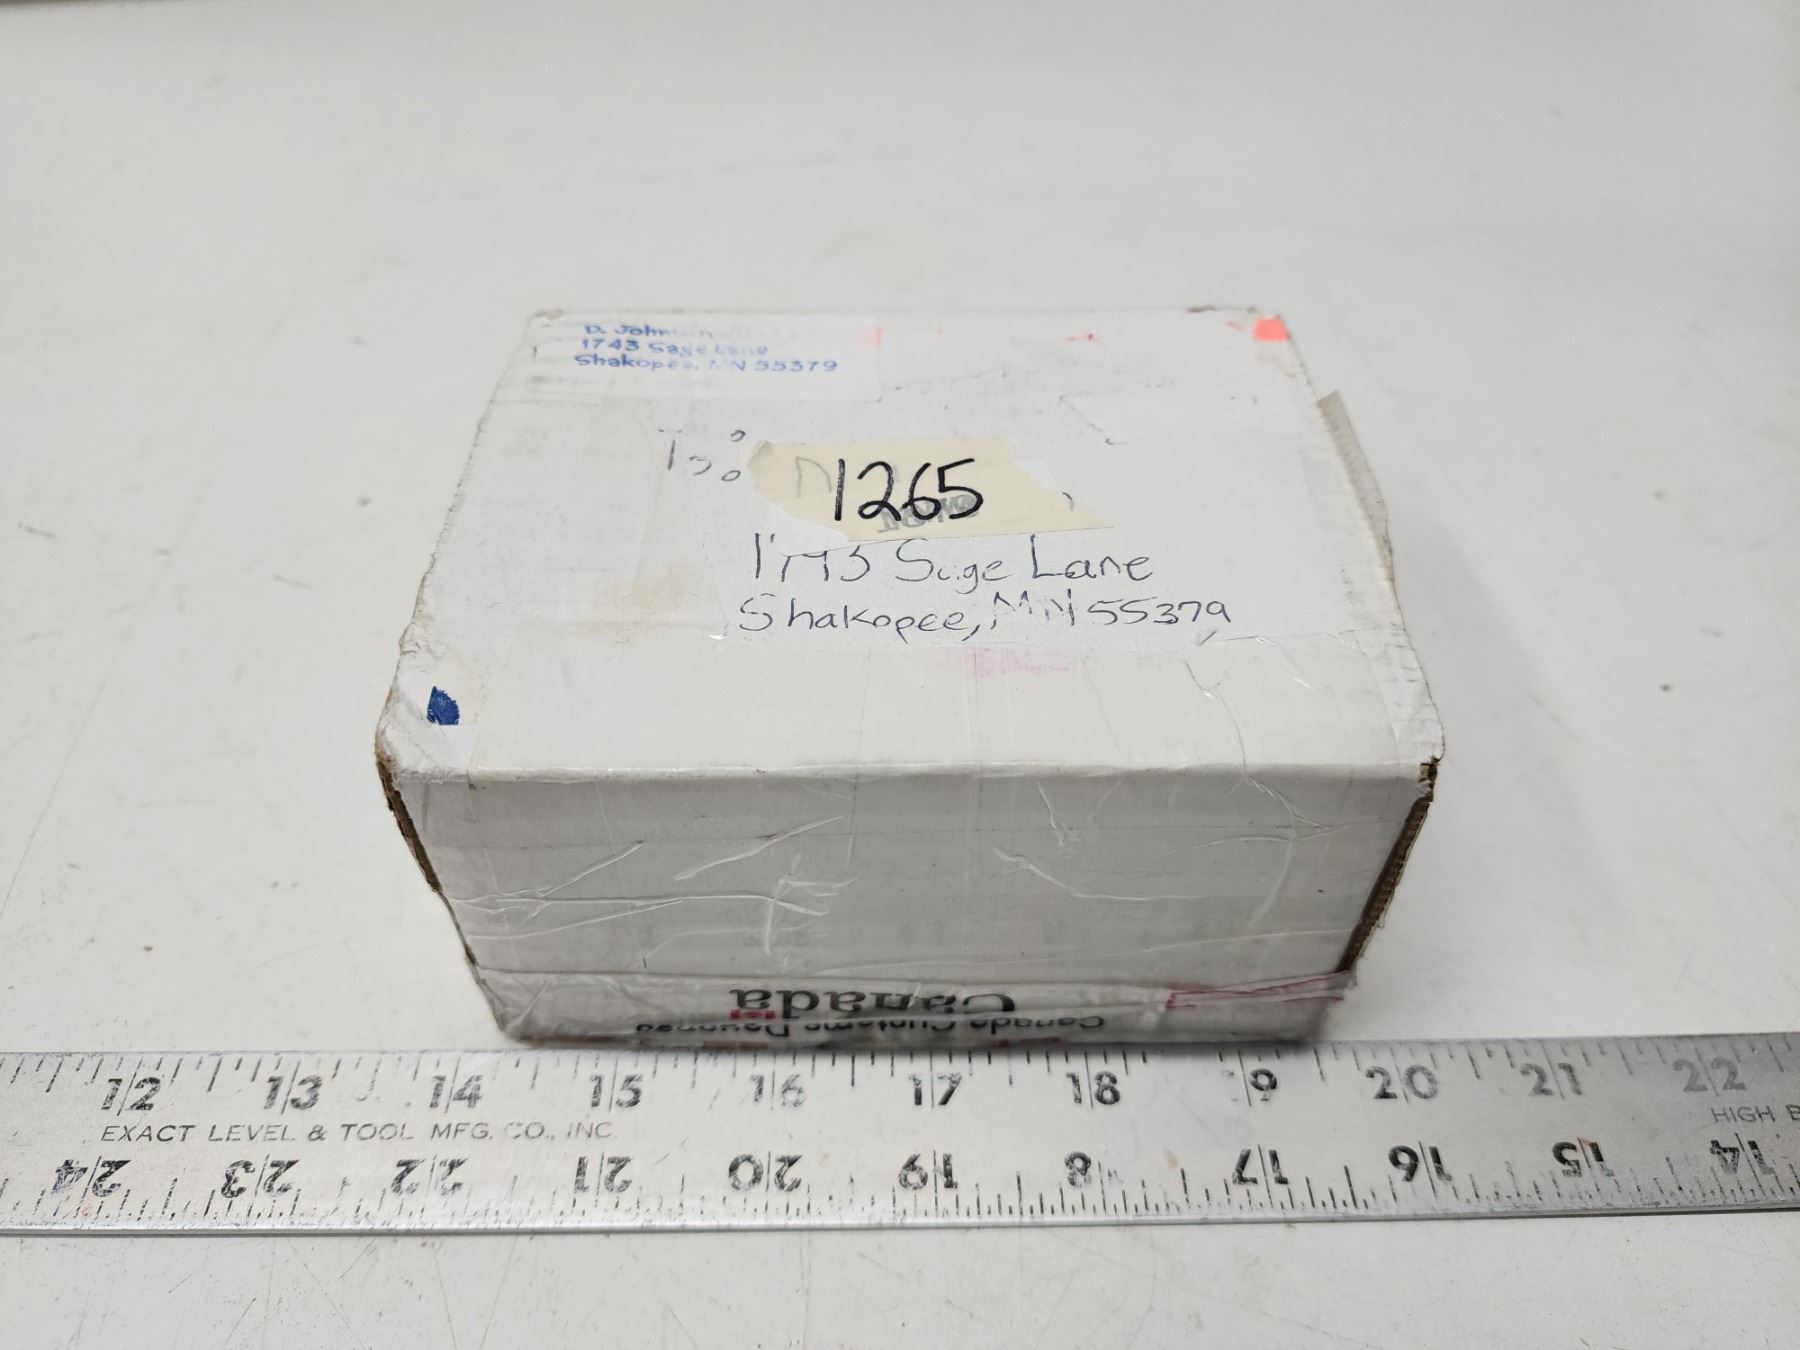 D. Johnson
1743 Sage Lane
Shakopee, MN 55379
To:
1265
1743 Sage Lane
Shakopee, MN 55379
Canada
Canada Customs
12 13 14 15 16 17 18 19 20 21 22
EXACT LEVEL & TOOL MFG. CO., INC.
HIGH
24 23 22 21 20 19 18 17 16 15 14